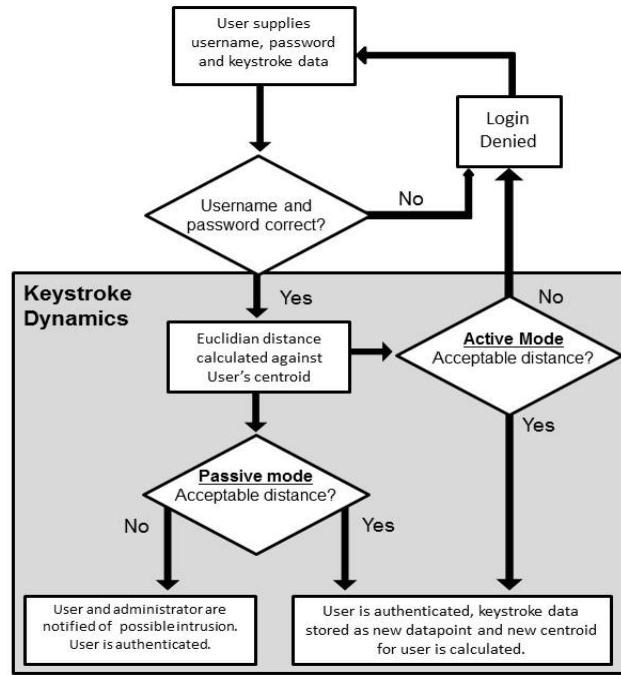 User supplies
username, password
and keystroke data
Login
Denied
Username and
password correct?
No
Yes
Keystroke
Dynamics
Euclidian distance
calculated against
User's centroid
No
Active Mode
Acceptable distance?
Yes
Passive mode
Acceptable distance?
No
Yes
User and administrator are
notified of possible intrusion.
User is authenticated.
User is authenticated, keystroke data
stored as new datapoint and new centroid
for user is calculated.